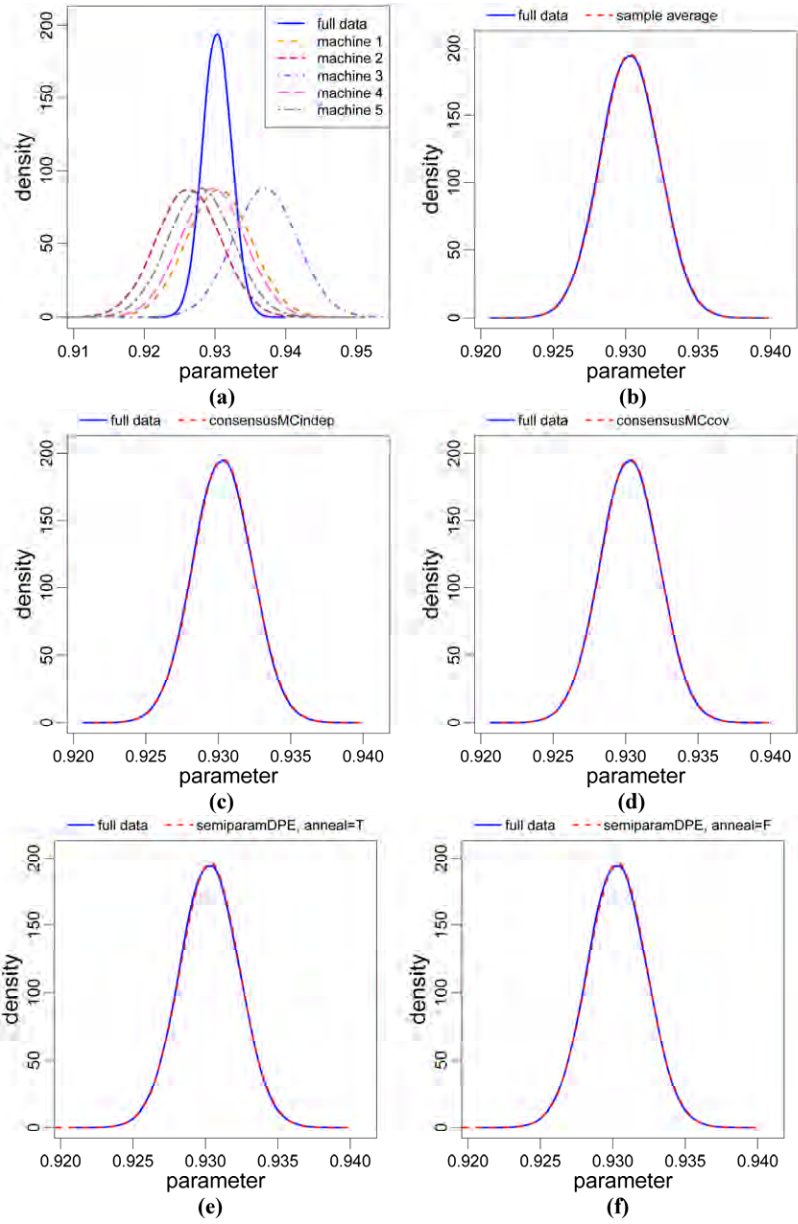 full data
machine 1
machine 2
machine 3
machine 4
machine 5
density
0 50 100 150 200
0.91 0.92 0.93 0.94 0.95
parameter
(a)
full data sample average
density
0 50 100 150 200
0.920 0.925 0.930 0.935 0.940
parameter
(b)
full data consensusMCindep
density
0 50 100 150 200
0.920 0.925 0.930 0.935 0.940
parameter
(c)
full data consensusMCcov
density
0 50 100 150 200
0.920 0.925 0.930 0.935 0.940
parameter
(d)
full data semiparamDPE, anneal=T
density
0 50 100 150 200
0.920 0.925 0.930 0.935 0.940
parameter
(e)
full data semiparamDPE, anneal=F
density
0 50 100 150 200
0.920 0.925 0.930 0.935 0.940
parameter
(f)